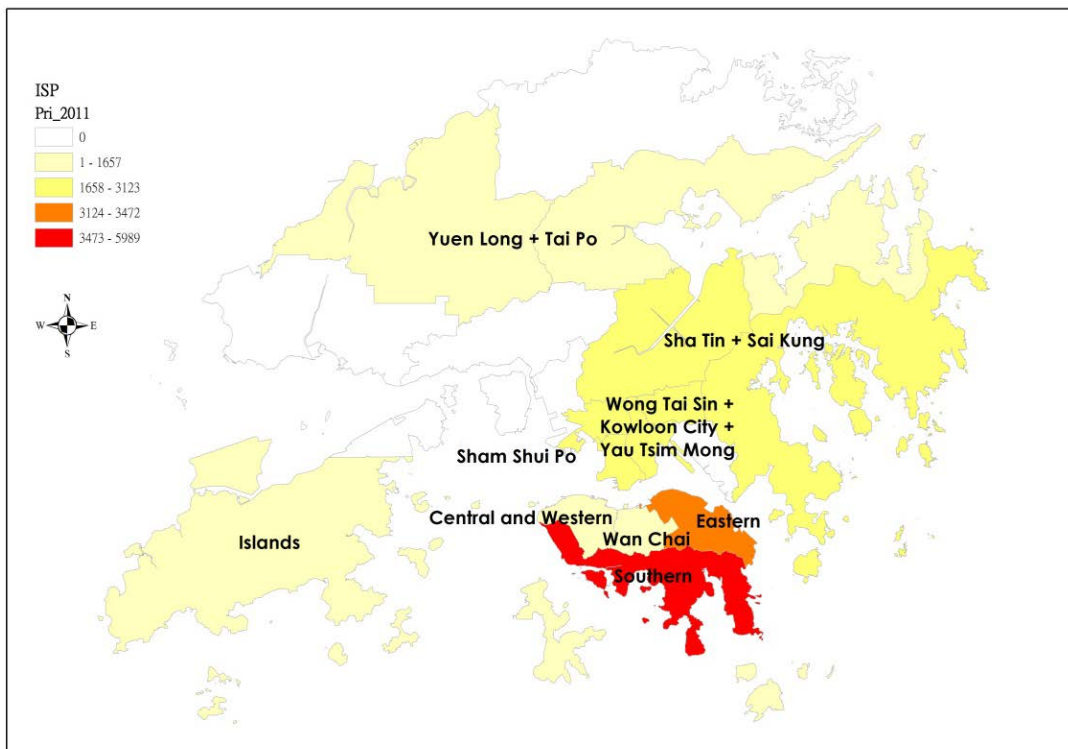 ISP
Pri_2011
0
1 - 1657
1658 - 3123
3124 - 3472
3473 - 5989
N
W E
S
Yuen Long + Tai Po
Sha Tin + Sai Kung
Wong Tai Sin +
Kowloon City +
Yau Tsim Mong
Sham Shui Po
Central and Western
Eastern
Wan Chai
Islands
Southern